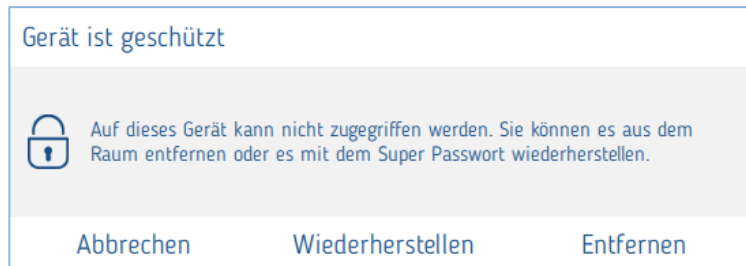 Gerät ist geschützt
Auf dieses Gerät kann nicht zugegriffen werden. Sie können es aus dem
Raum entfernen oder es mit dem Super Passwort wiederherstellen.
Abbrechen Wiederherstellen Entfernen